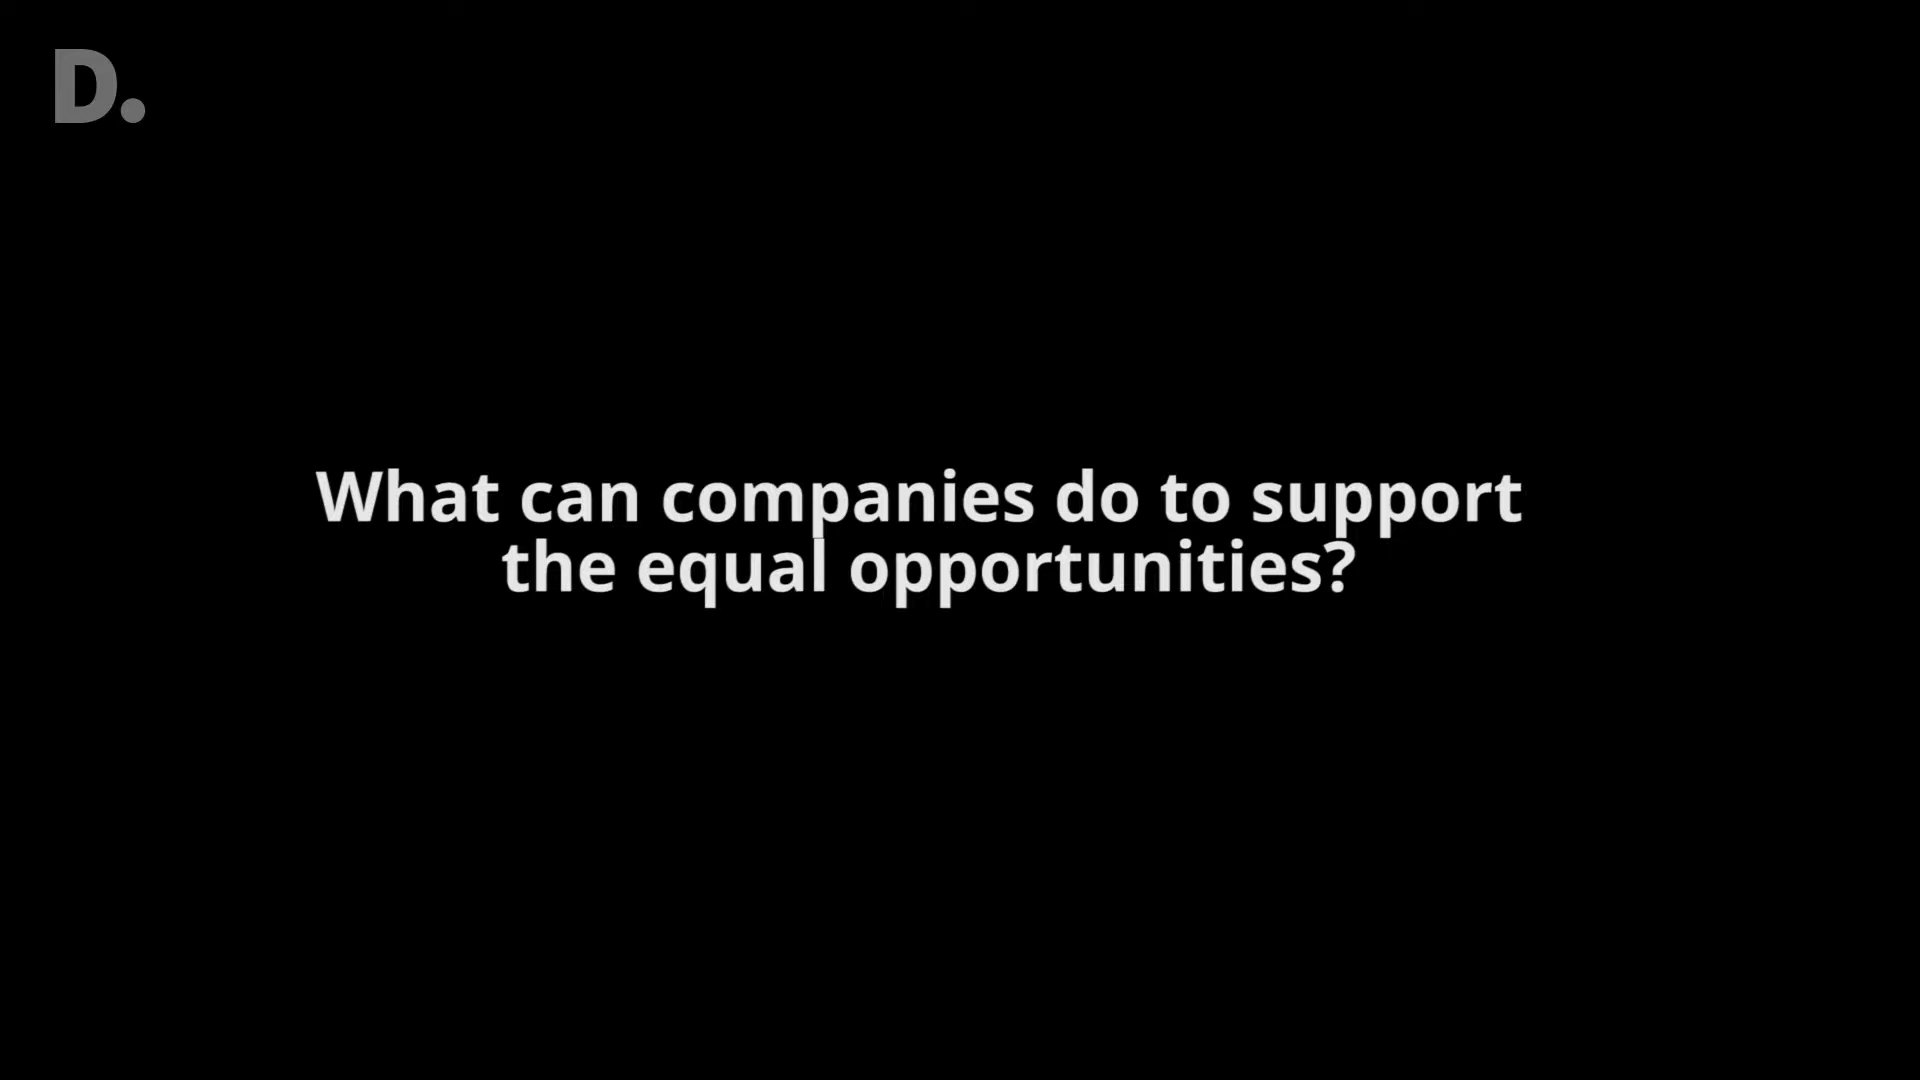 D.
What can companies do to support
the equal opportunities?